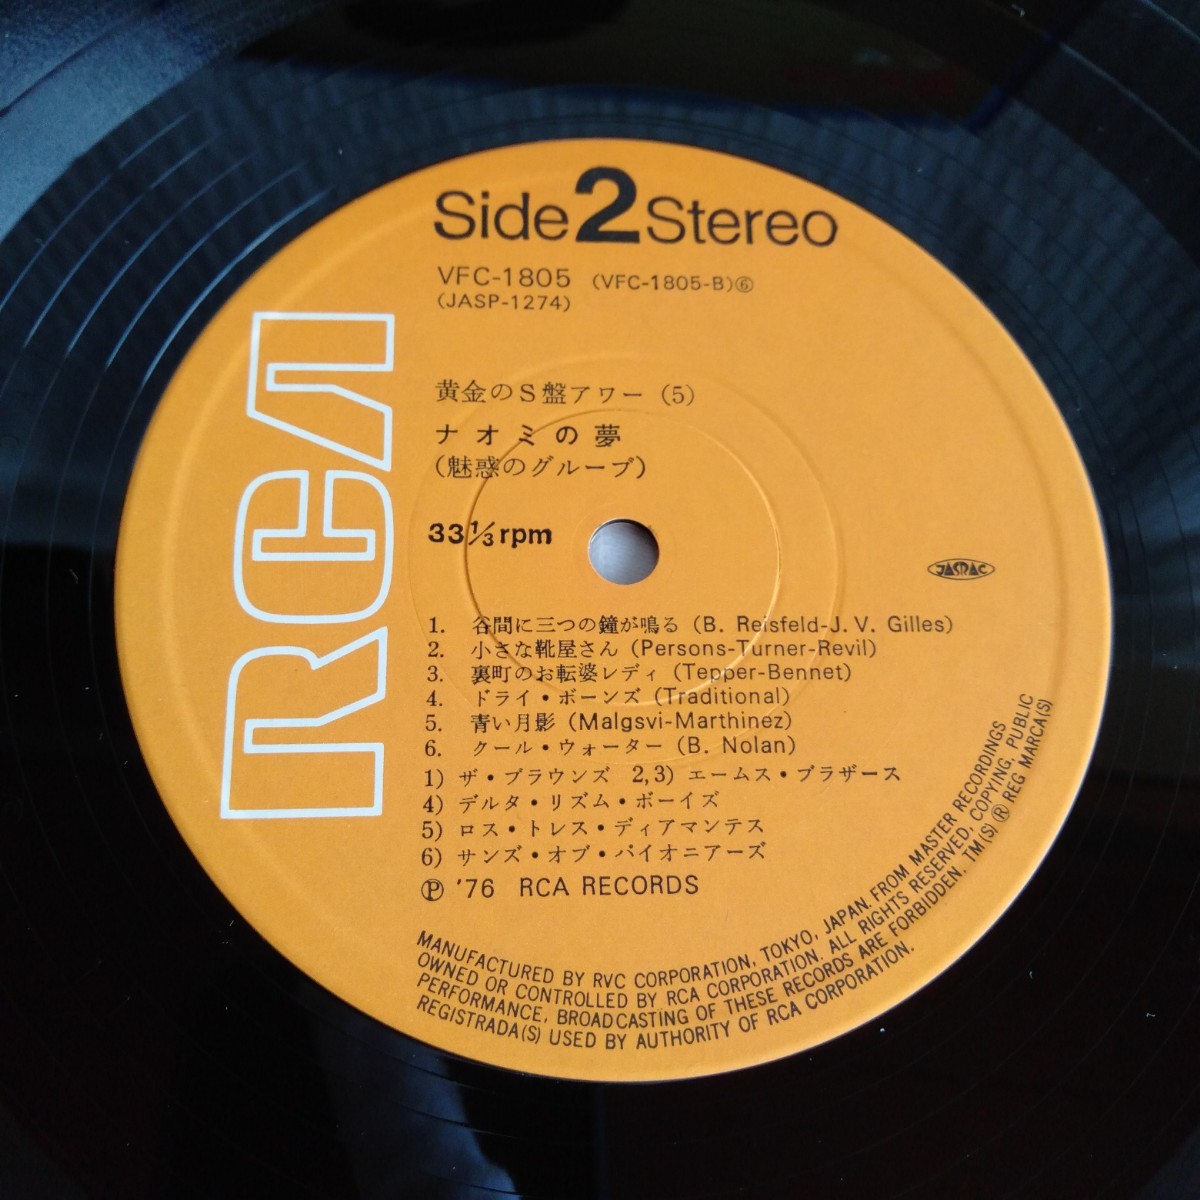 Side 2 Stereo
VFC-1805 (VFC-1805-B)⑥
(JASP-1274)
RCA
黄金のS盤アワー (5)
ナオミの夢
(魅惑のグループ)
33 1/3 rpm
JASRAC
1. 谷間に三つの鐘が鳴る (B. Reisfeld-J. V. Gilles)
2. 小さな靴屋さん (Persons-Turner-Revil)
3. 裏町のお転婆レディ (Tepper-Bennet)
4. ドライ・ボーンズ (Traditional)
5. 青い月影 (Malgsvi-Marthinez)
6. クール・ウォーター (B. Nolan)
1) ザ・ブラウンズ 2,3) エームス・ブラザース
4) デルタ・リズム・ボーイズ
5) ロス・トレス・ディアマンテス
6) サンズ・オブ・パイオニアーズ
Ⓟ '76 RCA RECORDS
MANUFACTURED BY RVC CORPORATION, TOKYO, JAPAN. FROM MASTER RECORDINGS
OWNED OR CONTROLLED BY RCA CORPORATION. ALL RIGHTS RESERVED, COPYING, PUBLIC
PERFORMANCE, BROADCASTING OF THESE RECORDS ARE FORBIDDEN. TM(S) ® REG MARCA(S)
REGISTRADA(S) USED BY AUTHORITY OF RCA CORPORATION.